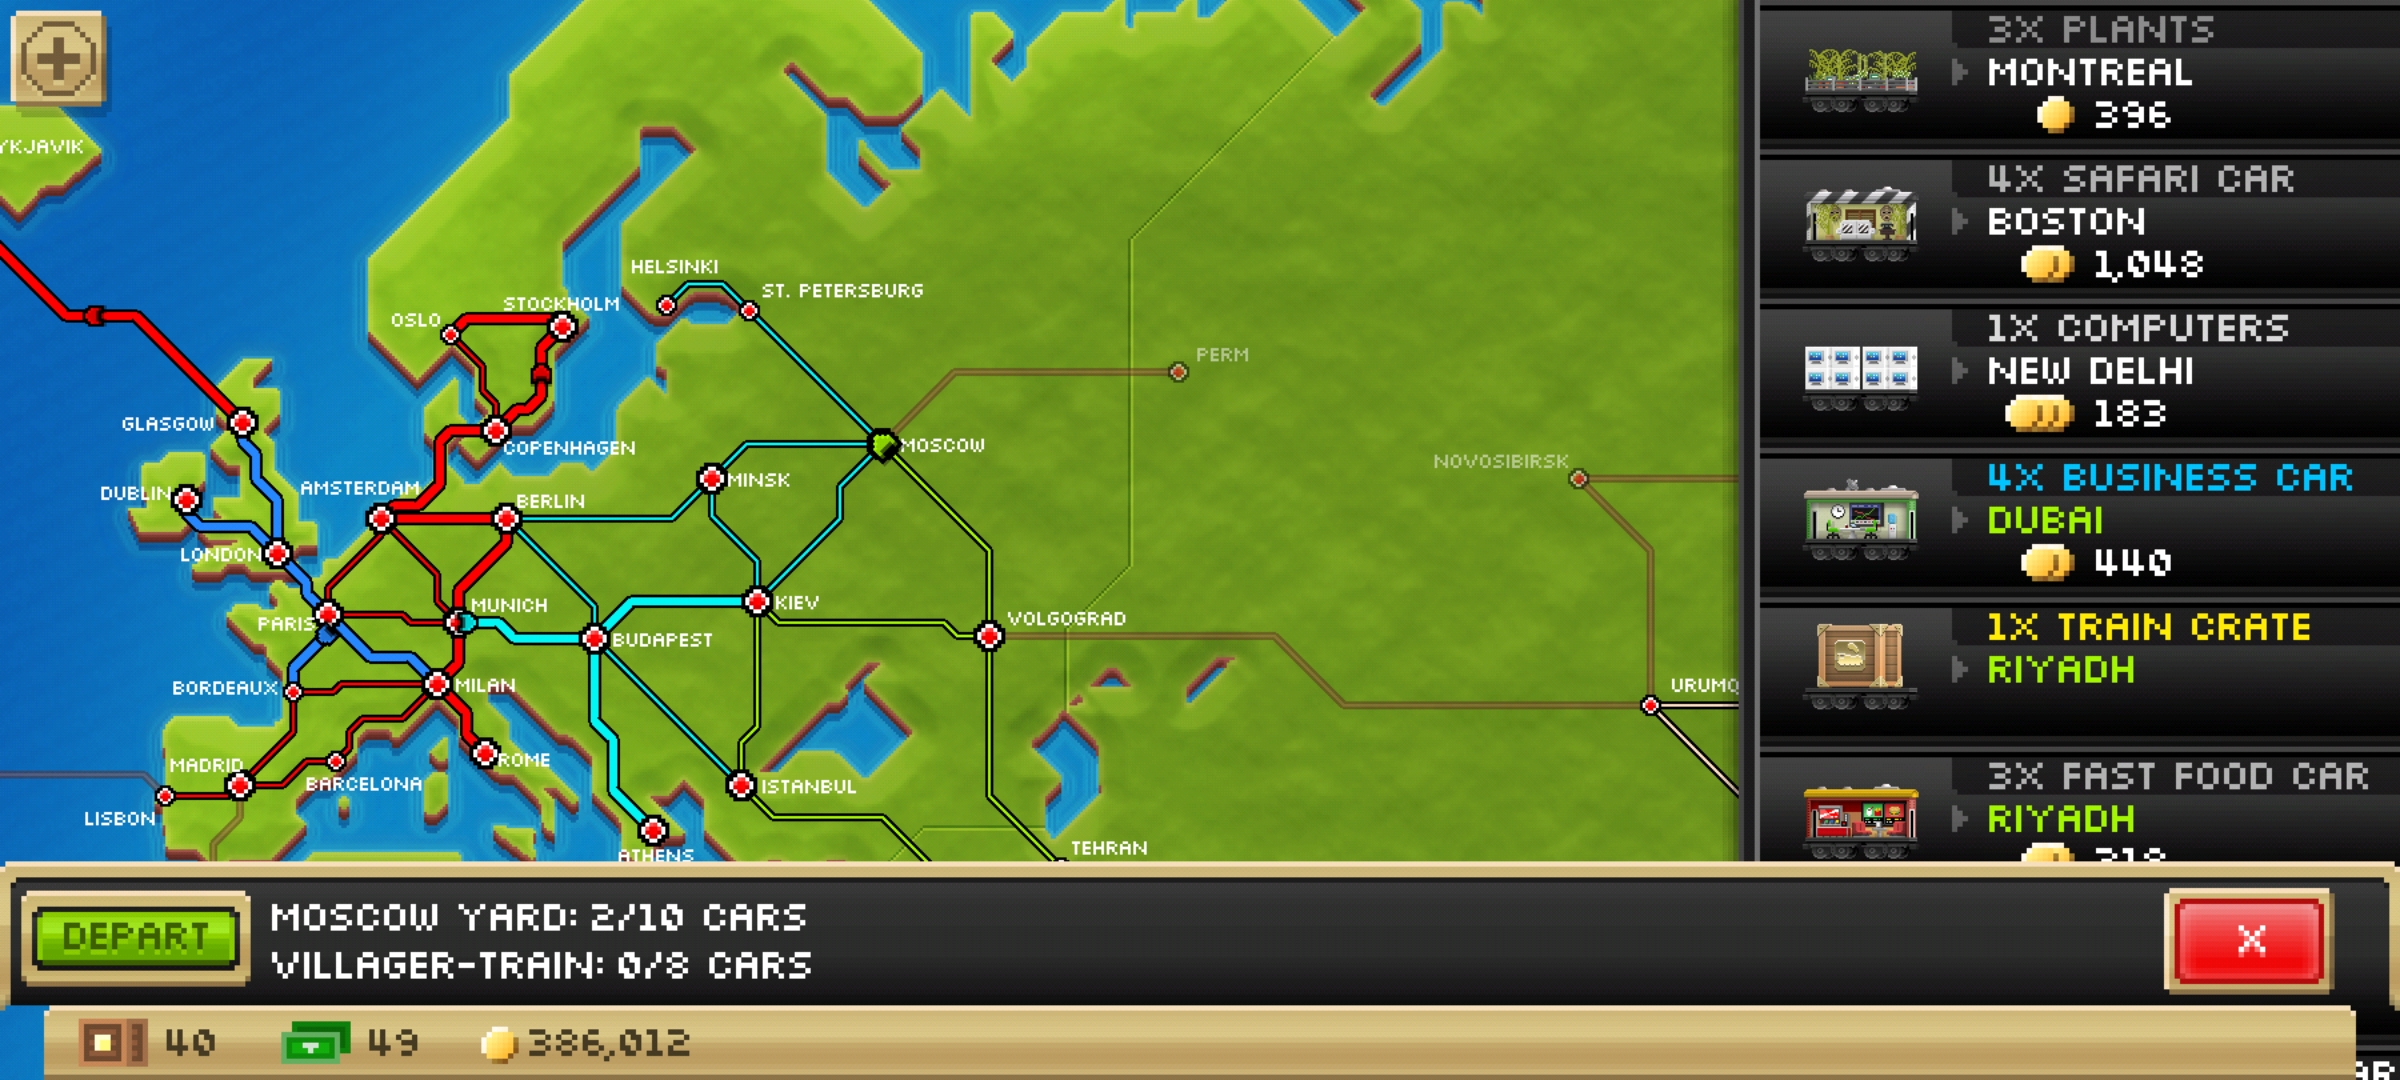 YKJAVIK
HELSINKI
ST. PETERSBURG
STOCKHOLM
OSLO
PERM
GLASGOW
COPENHAGEN
MOSCOW
NOVOSIBIRSK
MINSK
AMSTERDAM
DUBLIN
BERLIN
LONDON
MUNICH
KIEV
PARIS
VOLGOGRAD
BUDAPEST
BORDEAUX
MILAN
URUMQ
ROME
MADRID
BARCELONA
ISTANBUL
LISBON
ATHENS
TEHRAN
3X PLANTS
MONTREAL
396
4X SAFARI CAR
BOSTON
1,048
1X COMPUTERS
NEW DELHI
183
4X BUSINESS CAR
DUBAI
440
1X TRAIN CRATE
RIYADH
3X FAST FOOD CAR
RIYADH
DEPART
MOSCOW YARD: 2/10 CARS
VILLAGER-TRAIN: 0/8 CARS
X
40
49
386,012